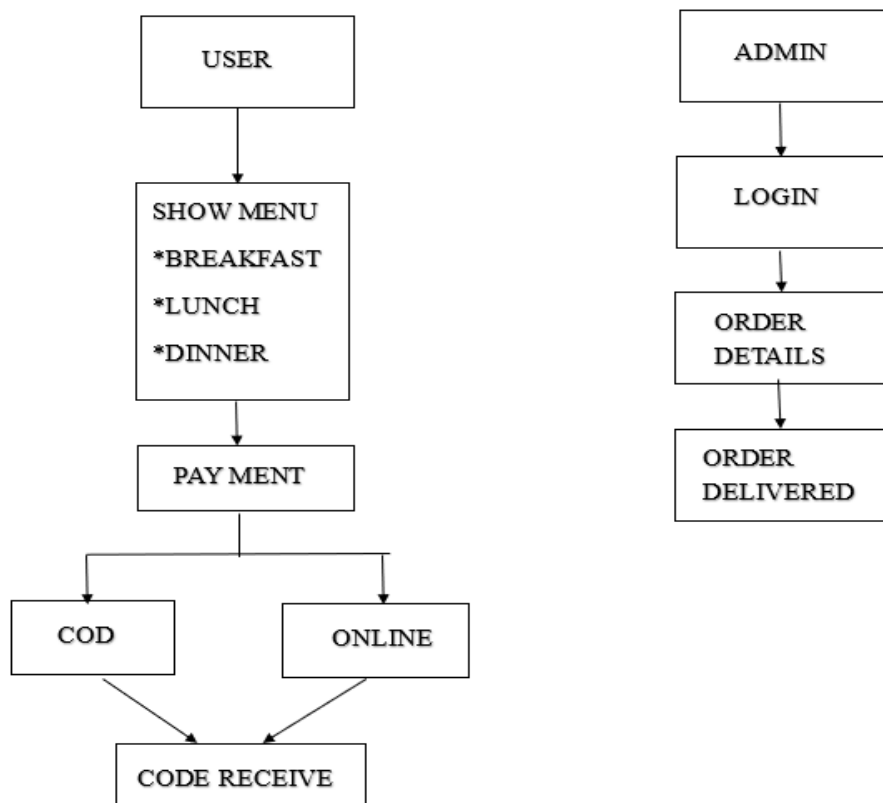 USER
SHOW MENU
*BREAKFAST
*LUNCH
*DINNER
PAY MENT
COD
ONLINE
CODE RECEIVE
ADMIN
LOGIN
ORDER
DETAILS
ORDER
DELIVERED